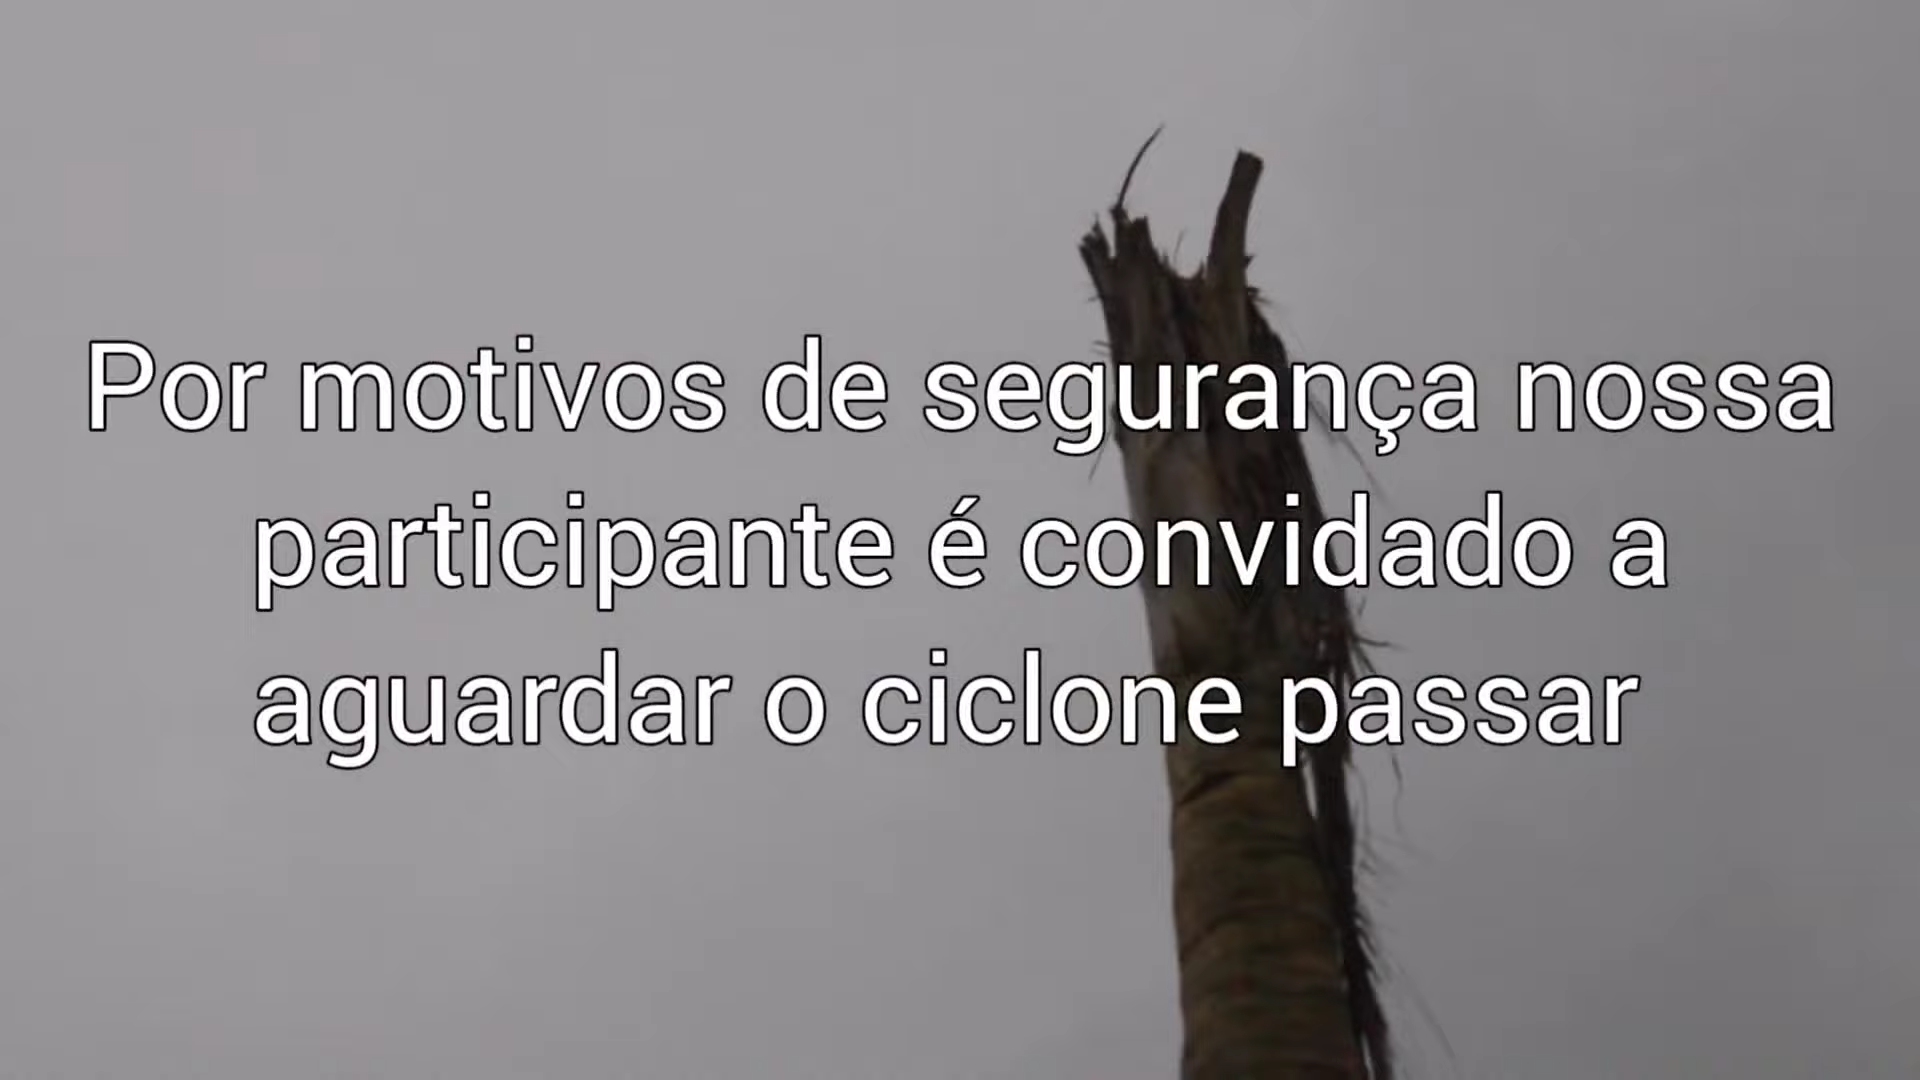 Por motivos de segurança nossa
participante é convidado a
aguardar o ciclone passar